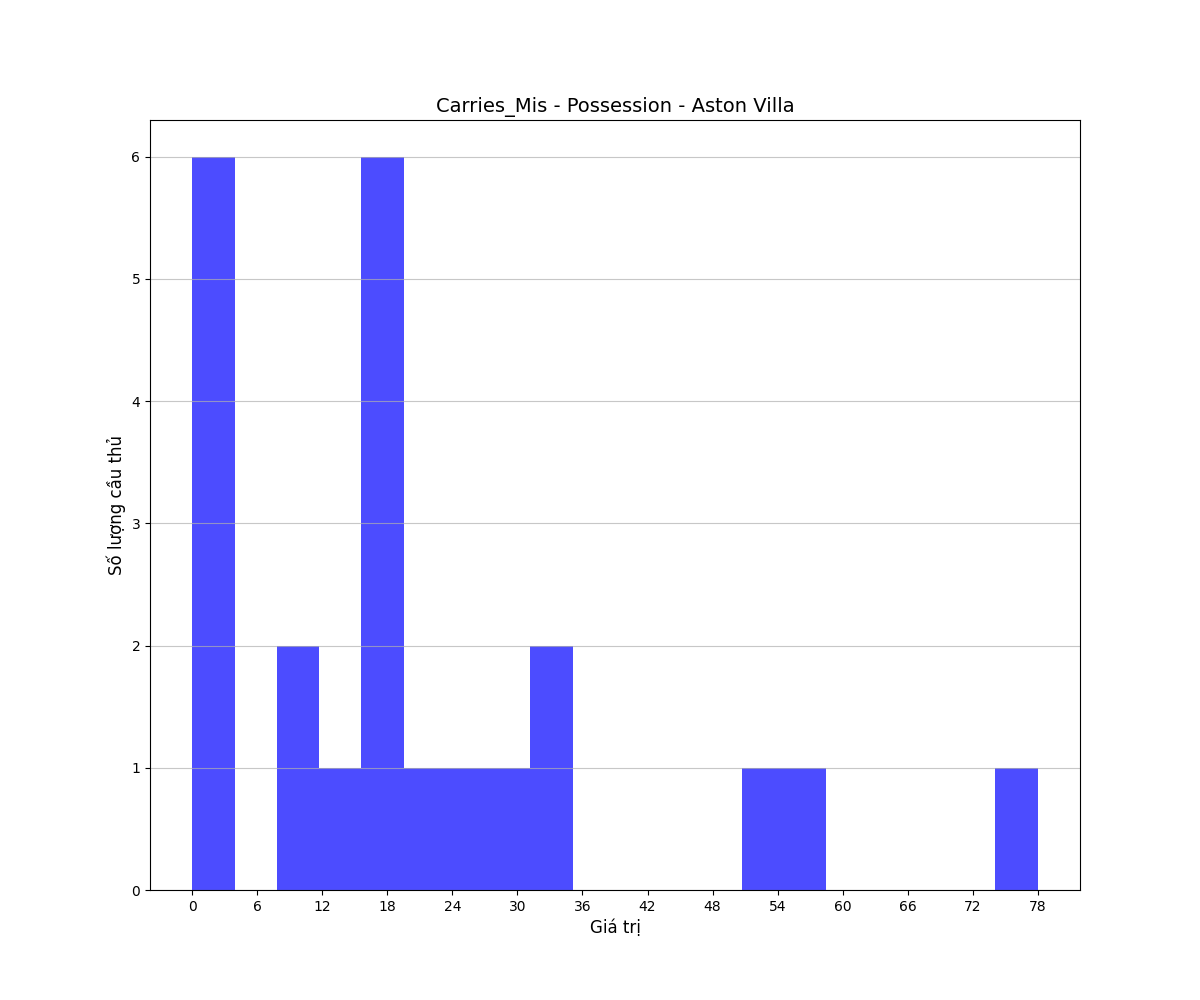 Carries_Mis - Possession - Aston Villa
6
5
4
3
2
1
0
Số lượng cầu thủ
0 6 12 18 24 30 36 42 48 54 60 66 72 78
Giá trị